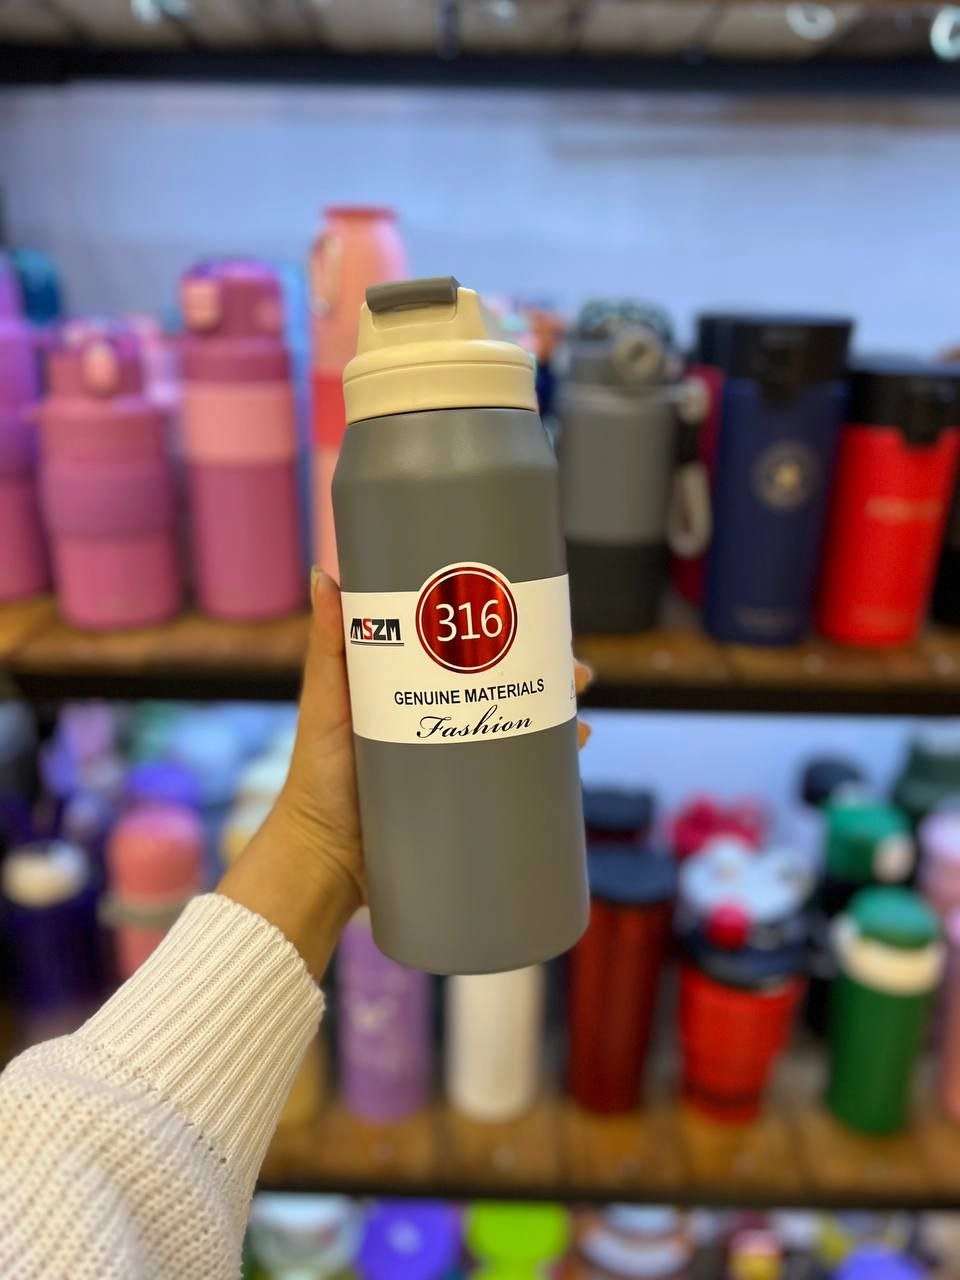 MSZM
316
GENUINE MATERIALS
Fashion